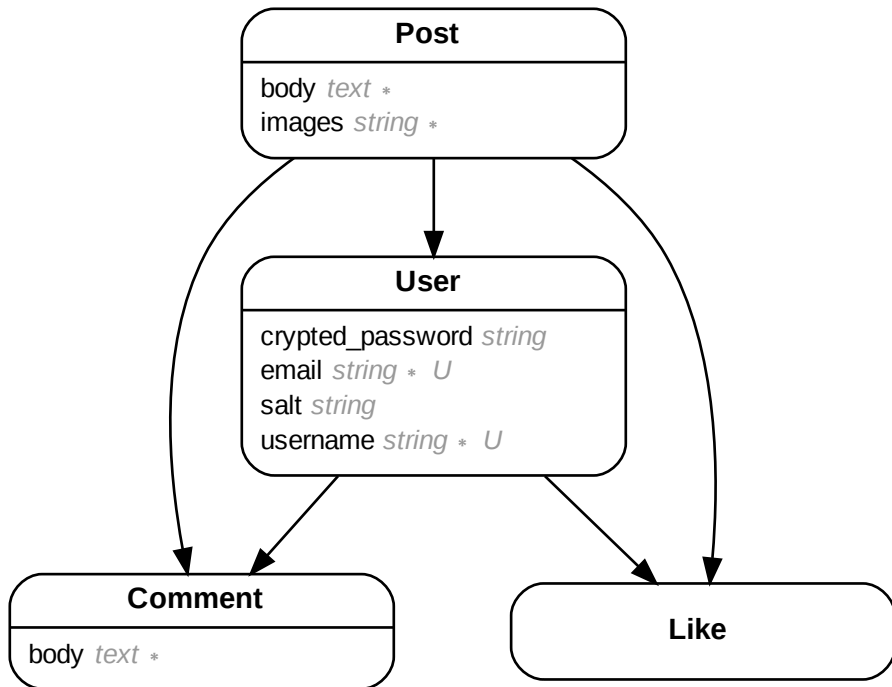 Post
body text *
images string *
User
crypted_password string
email string * U
salt string
username string * U
Comment
body text *
Like